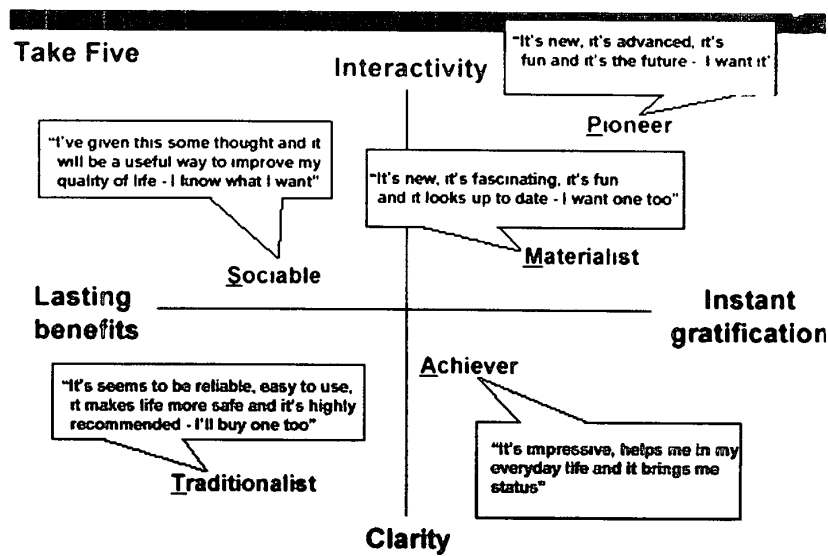 Take Five
Interactivity
"It's new, it's advanced, it's
fun and it's the future - I want it'
Pioneer
"I've given this some thought and it
will be a useful way to improve my
quality of life - I know what I want"
"It's new, it's fascinating, it's fun
and it looks up to date - I want one too"
Sociable
Materialist
Lasting
benefits
Instant
gratification
Achiever
"It's seems to be reliable, easy to use,
it makes life more safe and it's highly
recommended - I'll buy one too"
Traditionalist
"It's impressive, helps me in my
everyday life and it brings me
status"
Clarity